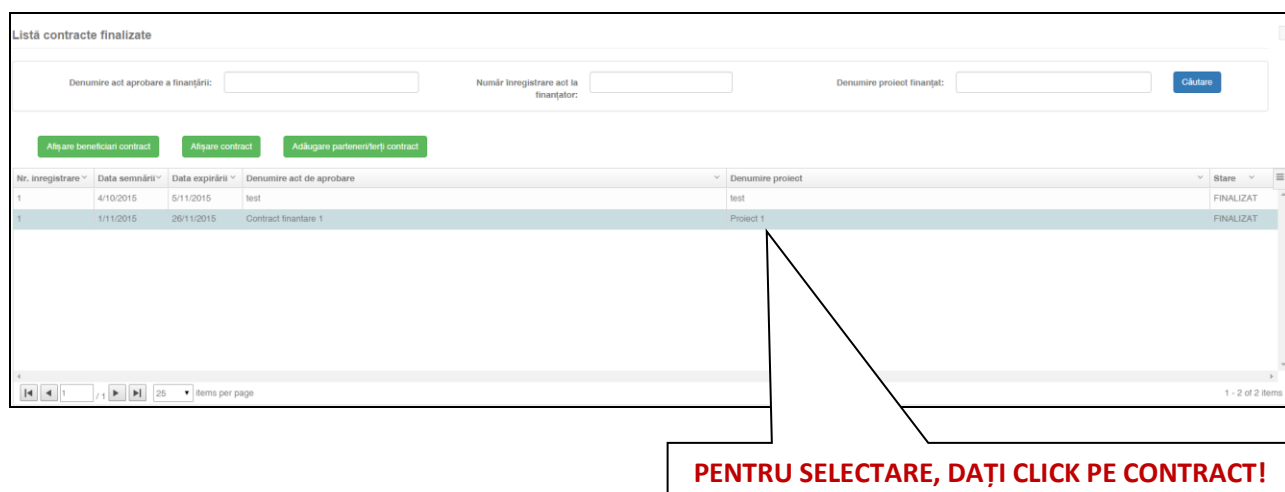 Listă contracte finalizate
Denumire act aprobare a finanțării:
Număr înregistrare act la
finanțator:
Denumire proiect finanțat:
Căutare
Afișare beneficiari contract
Afișare contract
Adăugare parteneri/terți contract
Nr. inregistrare Data semnării Data expirării Denumire act de aprobare Denumire proiect Stare
1 4/10/2015 5/11/2015 test test FINALIZAT
1 1/11/2015 26/11/2015 Contract finantare 1 Proiect 1 FINALIZAT
1 / 1 25 items per page 1 - 2 of 2 items
PENTRU SELECTARE, DAȚI CLICK PE CONTRACT!